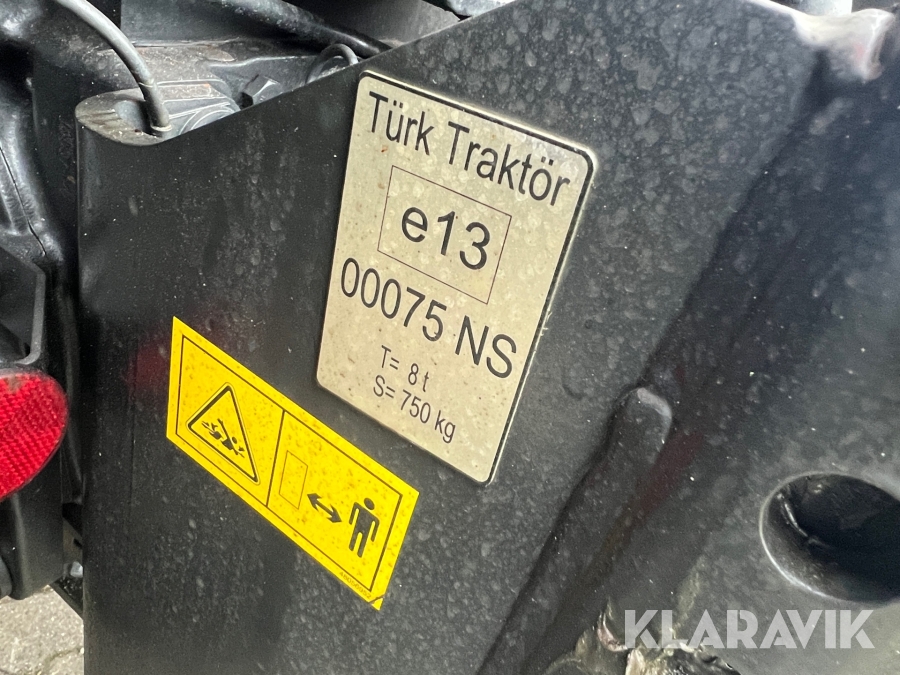 Türk Traktör
e13
00075 NS
T= 8 t
S= 750 kg
KLARAVIK